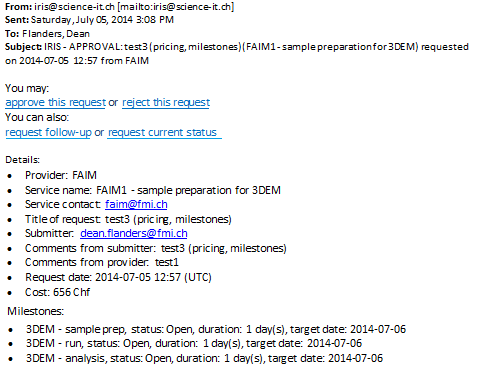 From: iris@science-it.ch [mailto:iris@science-it.ch]
Sent: Saturday, July 05, 2014 3:08 PM
To: Flanders, Dean
Subject: IRIS - APPROVAL: test3 (pricing, milestones) (FAIM1 - sample preparation for 3DEM) requested
on 2014-07-05 12:57 from FAIM
You may:
approve this request or reject this request
You can also:
request follow-up or request current status
Details:
• Provider: FAIM
• Service name: FAIM1 - sample preparation for 3DEM
• Service contact: faim@fmi.ch
• Title of request: test3 (pricing, milestones)
• Submitter: dean.flanders@fmi.ch
• Comments from submitter: test3 (pricing, milestones)
• Comments from provider: test1
• Request date: 2014-07-05 12:57 (UTC)
• Cost: 656 Chf
Milestones:
• 3DEM - sample prep, status: Open, duration: 1 day(s), target date: 2014-07-06
• 3DEM - run, status: Open, duration: 1 day(s), target date: 2014-07-06
• 3DEM - analysis, status: Open, duration: 1 day(s), target date: 2014-07-06